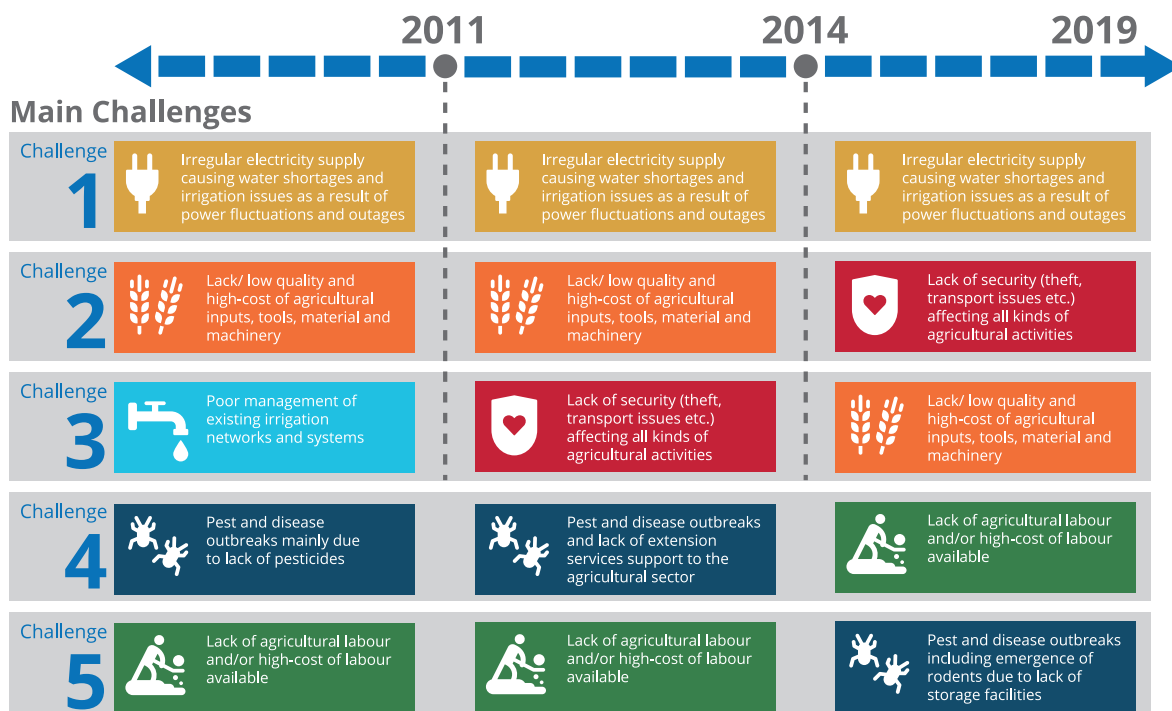 2011
2014
2019
Main Challenges
Challenge
1
Irregular electricity supply
causing water shortages and
irrigation issues as a result of
power fluctuations and outages
Irregular electricity supply
causing water shortages and
irrigation issues as a result of
power fluctuations and outages
Irregular electricity supply
causing water shortages and
irrigation issues as a result of
power fluctuations and outages
Challenge
2
Lack/ low quality and
high-cost of agricultural
inputs, tools, material and
machinery
Lack/ low quality and
high-cost of agricultural
inputs, tools, material and
machinery
Lack of security (theft,
transport issues etc.)
affecting all kinds of
agricultural activities
Challenge
3
Poor management of
existing irrigation
networks and systems
Lack of security (theft,
transport issues etc.)
affecting all kinds of
agricultural activities
Lack/ low quality and
high-cost of agricultural
inputs, tools, material and
machinery
Challenge
4
Pest and disease
outbreaks mainly due
to lack of pesticides
Pest and disease outbreaks
and lack of extension
services support to the
agricultural sector
Lack of agricultural labour
and/or high-cost of labour
available
Challenge
5
Lack of agricultural labour
and/or high-cost of labour
available
Lack of agricultural labour
and/or high-cost of labour
available
Pest and disease outbreaks
including emergence of
rodents due to lack of
storage facilities